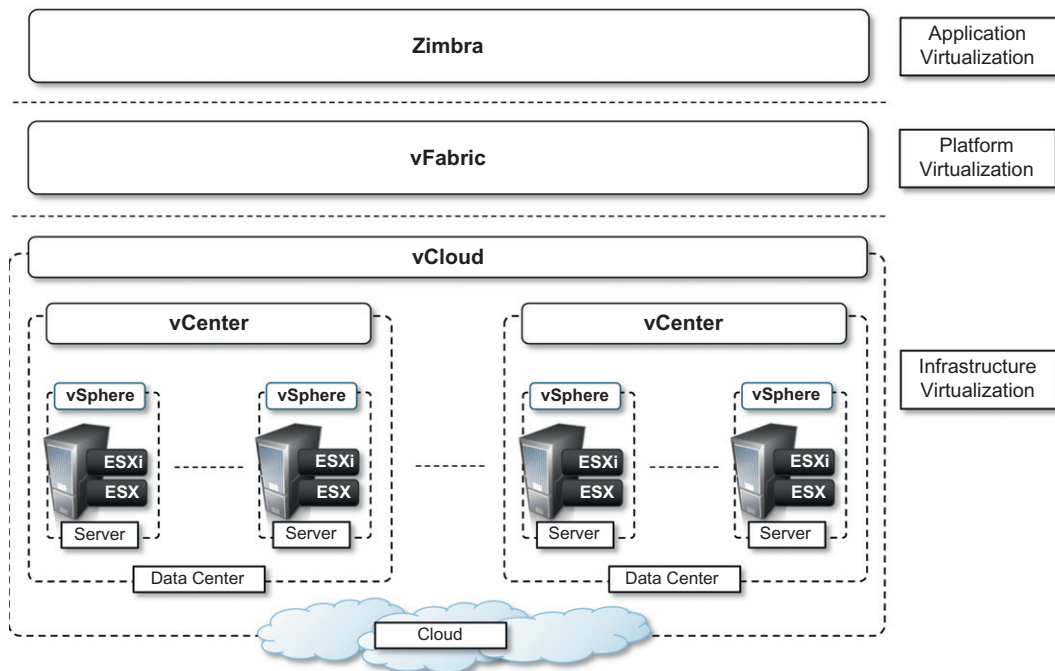 Zimbra
Application
Virtualization
vFabric
Platform
Virtualization
vCloud
vCenter
vCenter
Infrastructure
Virtualization
vSphere
vSphere
vSphere
vSphere
ESXi
ESXi
ESXi
ESXi
ESX
ESX
ESX
ESX
Server
Server
Server
Server
Data Center
Data Center
Cloud